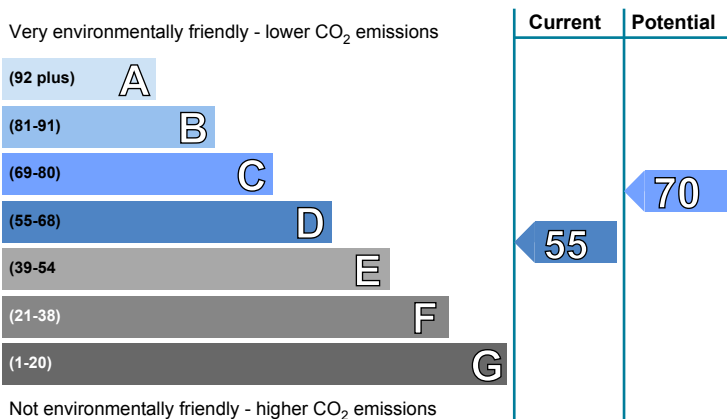 Very environmentally friendly - lower CO2 emissions
Current
Potential
(92 plus) A
(81-91) B
(69-80) C
(55-68) D
(39-54 E
(21-38) F
(1-20) G
55
70
Not environmentally friendly - higher CO2 emissions